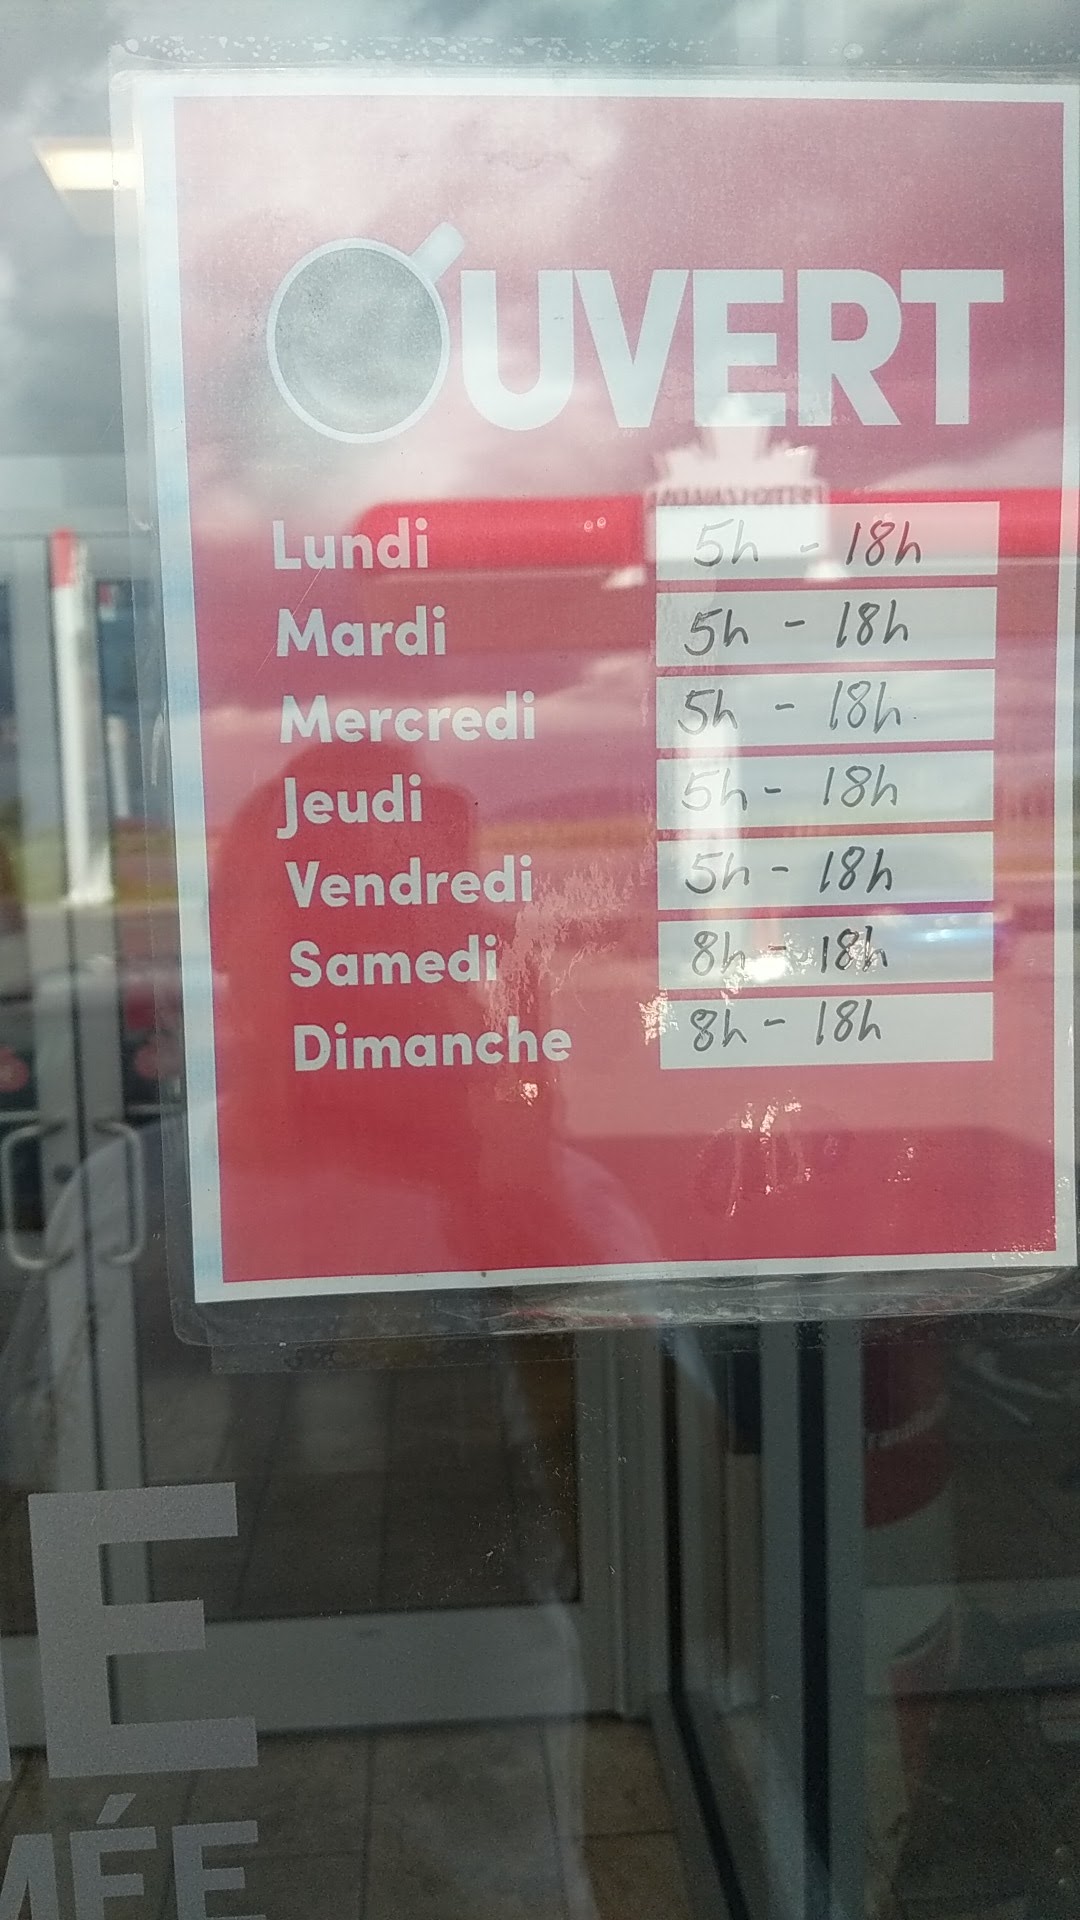 OUVERT
Lundi 5h - 18h
Mardi 5h - 18h
Mercredi 5h - 18h
Jeudi 5h - 18h
Vendredi 5h - 18h
Samedi 8h - 18h
Dimanche 8h - 18h
E
MÉE